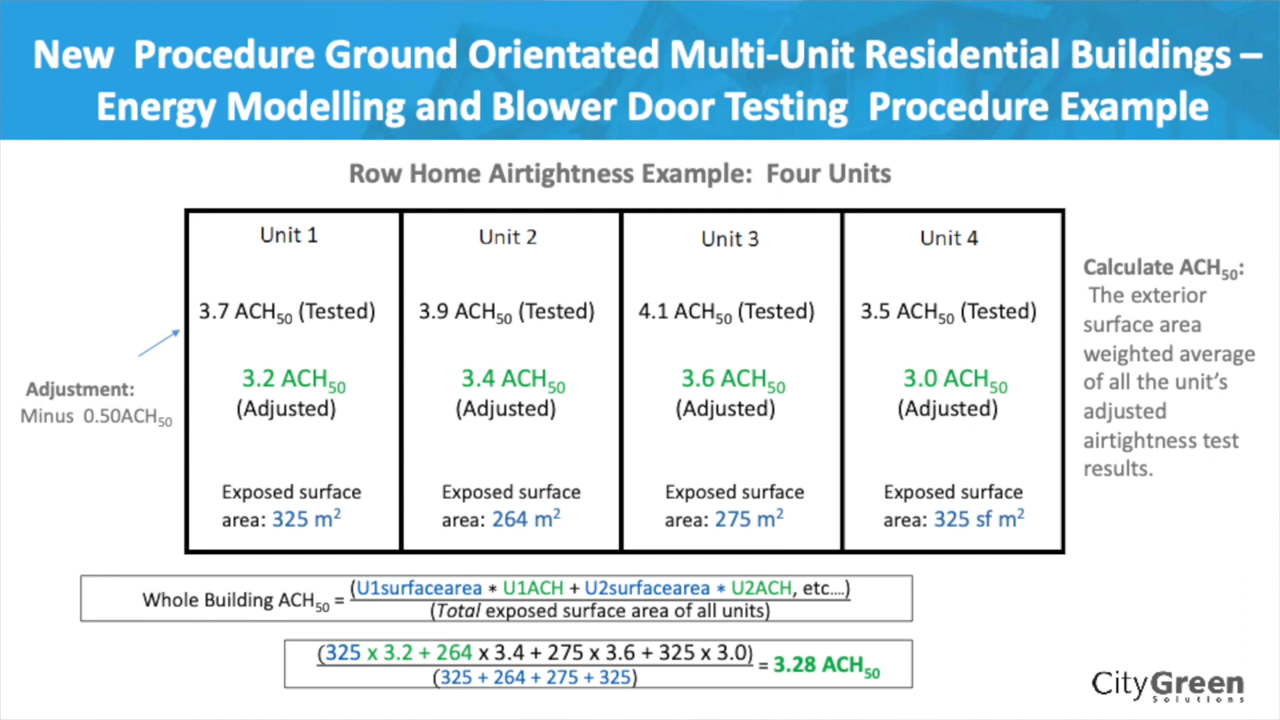 New  Procedure Ground Orientated Multi-Unit Residential Buildings –
Energy Modelling and Blower Door Testing  Procedure Example
Row Home Airtightness Example:  Four Units
Unit 1
3.7 ACH50 (Tested)
3.2 ACH50
(Adjusted)
Exposed surface
area: 325 m²
Unit 2
3.9 ACH50 (Tested)
3.4 ACH50
(Adjusted)
Exposed surface
area: 264 m²
Unit 3
4.1 ACH50 (Tested)
3.6 ACH50
(Adjusted)
Exposed surface
area: 275 m²
Unit 4
3.5 ACH50 (Tested)
3.0 ACH50
(Adjusted)
Exposed surface
area: 325 sf m²
Adjustment:
Minus  0.50ACH50
Calculate ACH50:
The exterior
surface area
weighted average
of all the unit's
adjusted
airtightness test
results.
Whole Building ACH50 = (U1surfacearea * U1ACH + U2surfacearea * U2ACH, etc....)
(Total exposed surface area of all units)
(325 x 3.2 + 264 x 3.4 + 275 x 3.6 + 325 x 3.0)
(325 + 264 + 275 + 325)
= 3.28 ACH50
CityGreen
Solutions